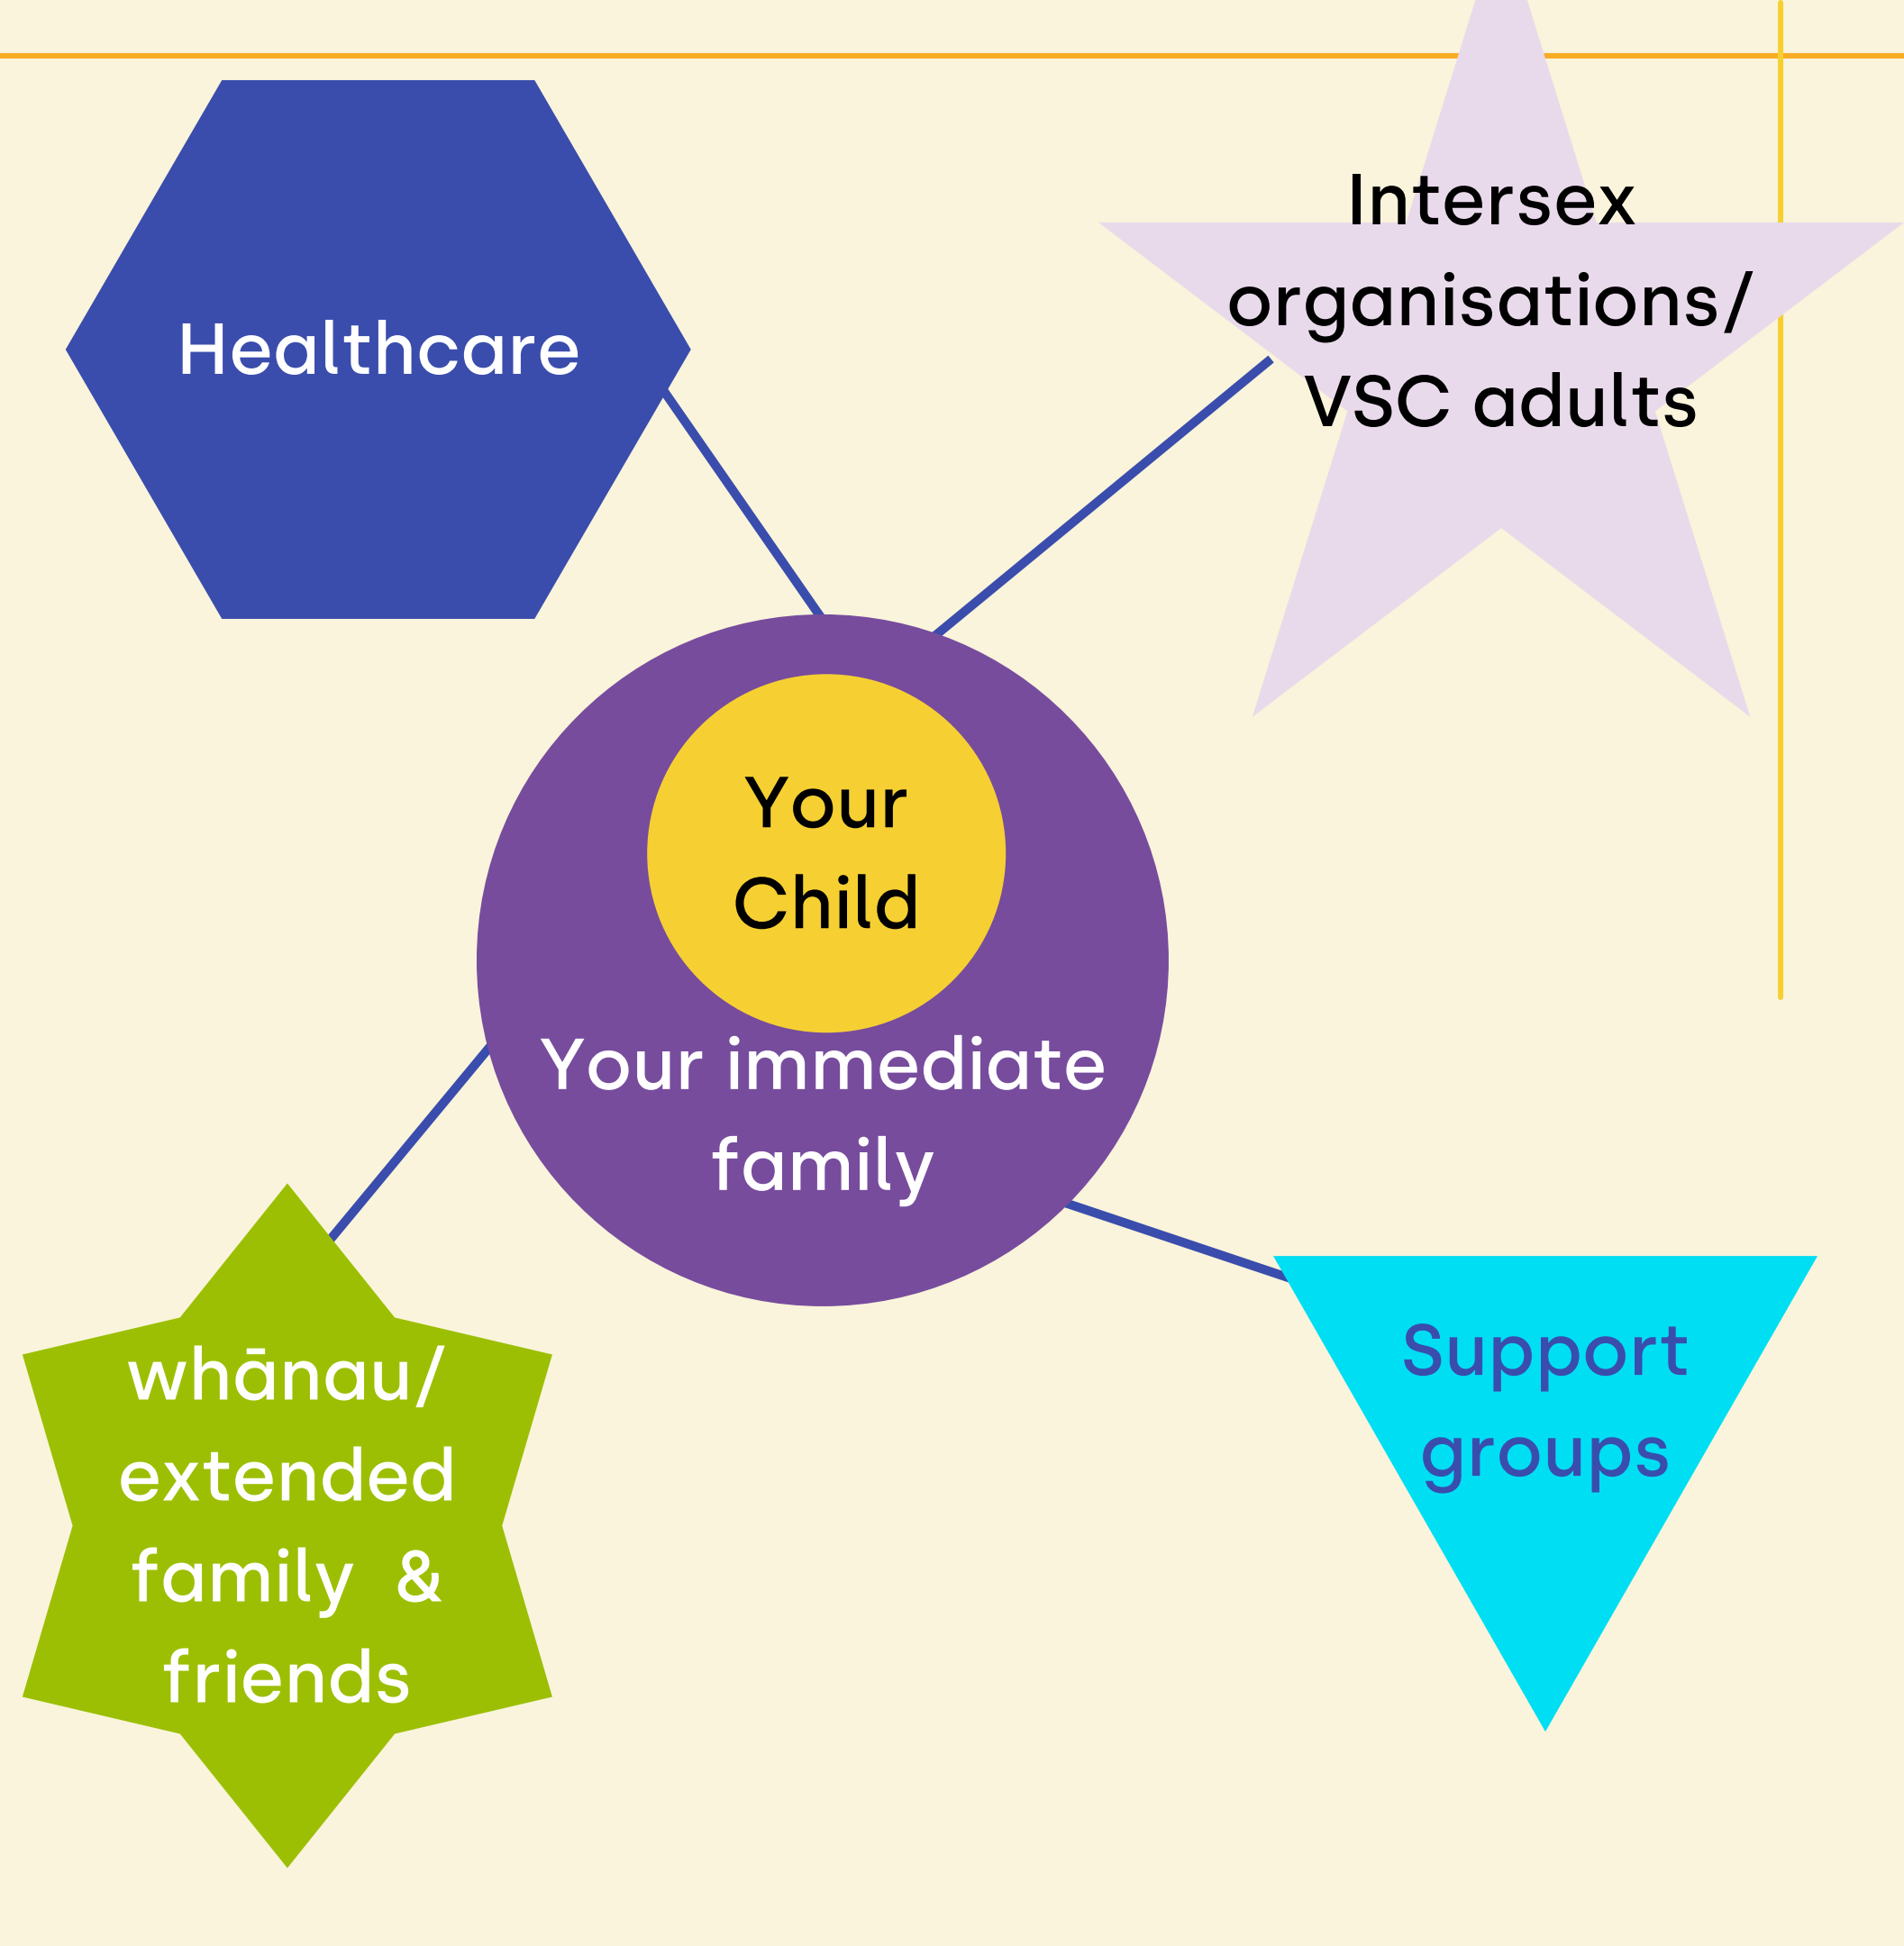 Healthcare
Intersex
organisations/
VSC adults
Your
Child
Your immediate
family
whānau/
extended
family &
friends
Support
groups